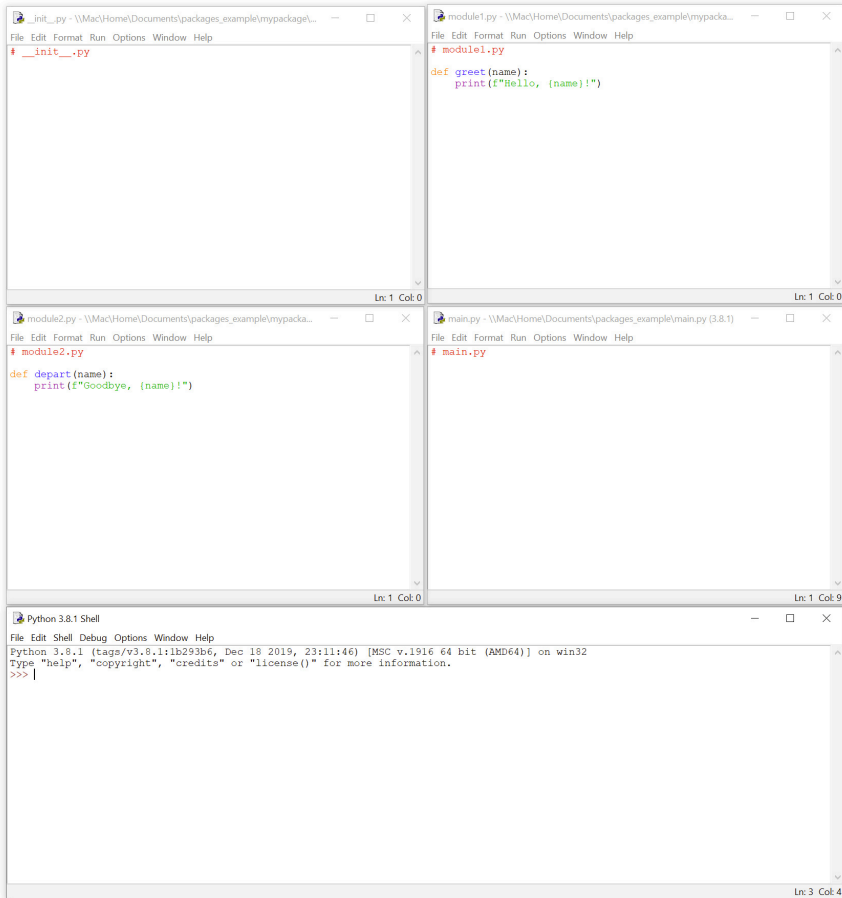 __init__.py - \\Mac\Home\Documents\packages_example\mypackage\...
File Edit Format Run Options Window Help
# __init__.py
Ln: 1 Col: 0
module1.py - \\Mac\Home\Documents\packages_example\mypacka...
File Edit Format Run Options Window Help
# module1.py
def greet(name):
    print(f"Hello, {name}!")
Ln: 1 Col: 0
module2.py - \\Mac\Home\Documents\packages_example\mypacka...
File Edit Format Run Options Window Help
# module2.py
def depart(name):
    print(f"Goodbye, {name}!")
Ln: 1 Col: 0
main.py - \\Mac\Home\Documents\packages_example\main.py (3.8.1)
File Edit Format Run Options Window Help
# main.py
Ln: 1 Col: 9
Python 3.8.1 Shell
File Edit Shell Debug Options Window Help
Python 3.8.1 (tags/v3.8.1:1b293b6, Dec 18 2019, 23:11:46) [MSC v.1916 64 bit (AMD64)] on win32
Type "help", "copyright", "credits" or "license()" for more information.
>>>
Ln: 3 Col: 4